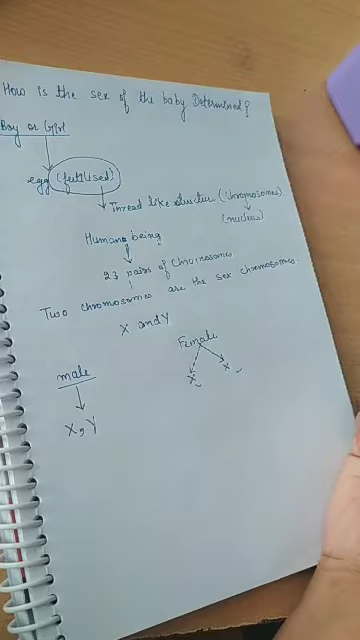 How is the sex of the baby Determined?
Boy or Girl
egg (fertilised)
Thread like structure (chromosomes)
(nucleus)
Human being
23 pairs of Chromosomes
Two chromosomes are the sex chromosomes.
X and Y
Female
male
X X
X, Y